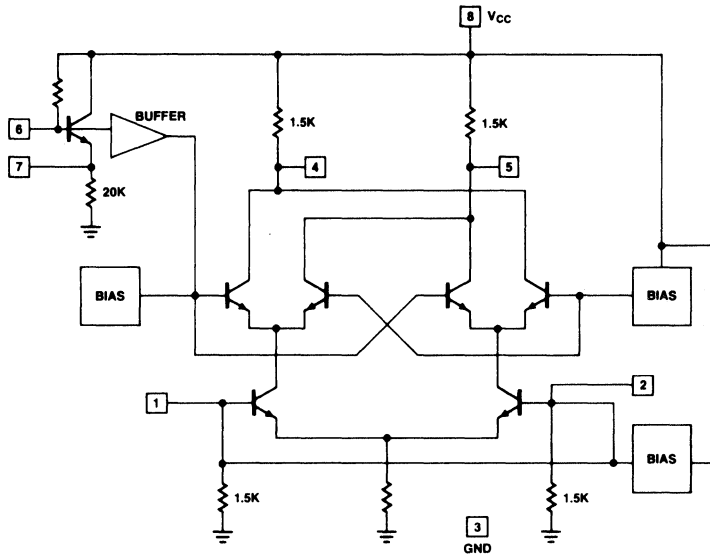 8 VCC
BUFFER
6
1.5K
1.5K
7
4
5
20K
BIAS
BIAS
1
2
BIAS
1.5K
1.5K
3
GND